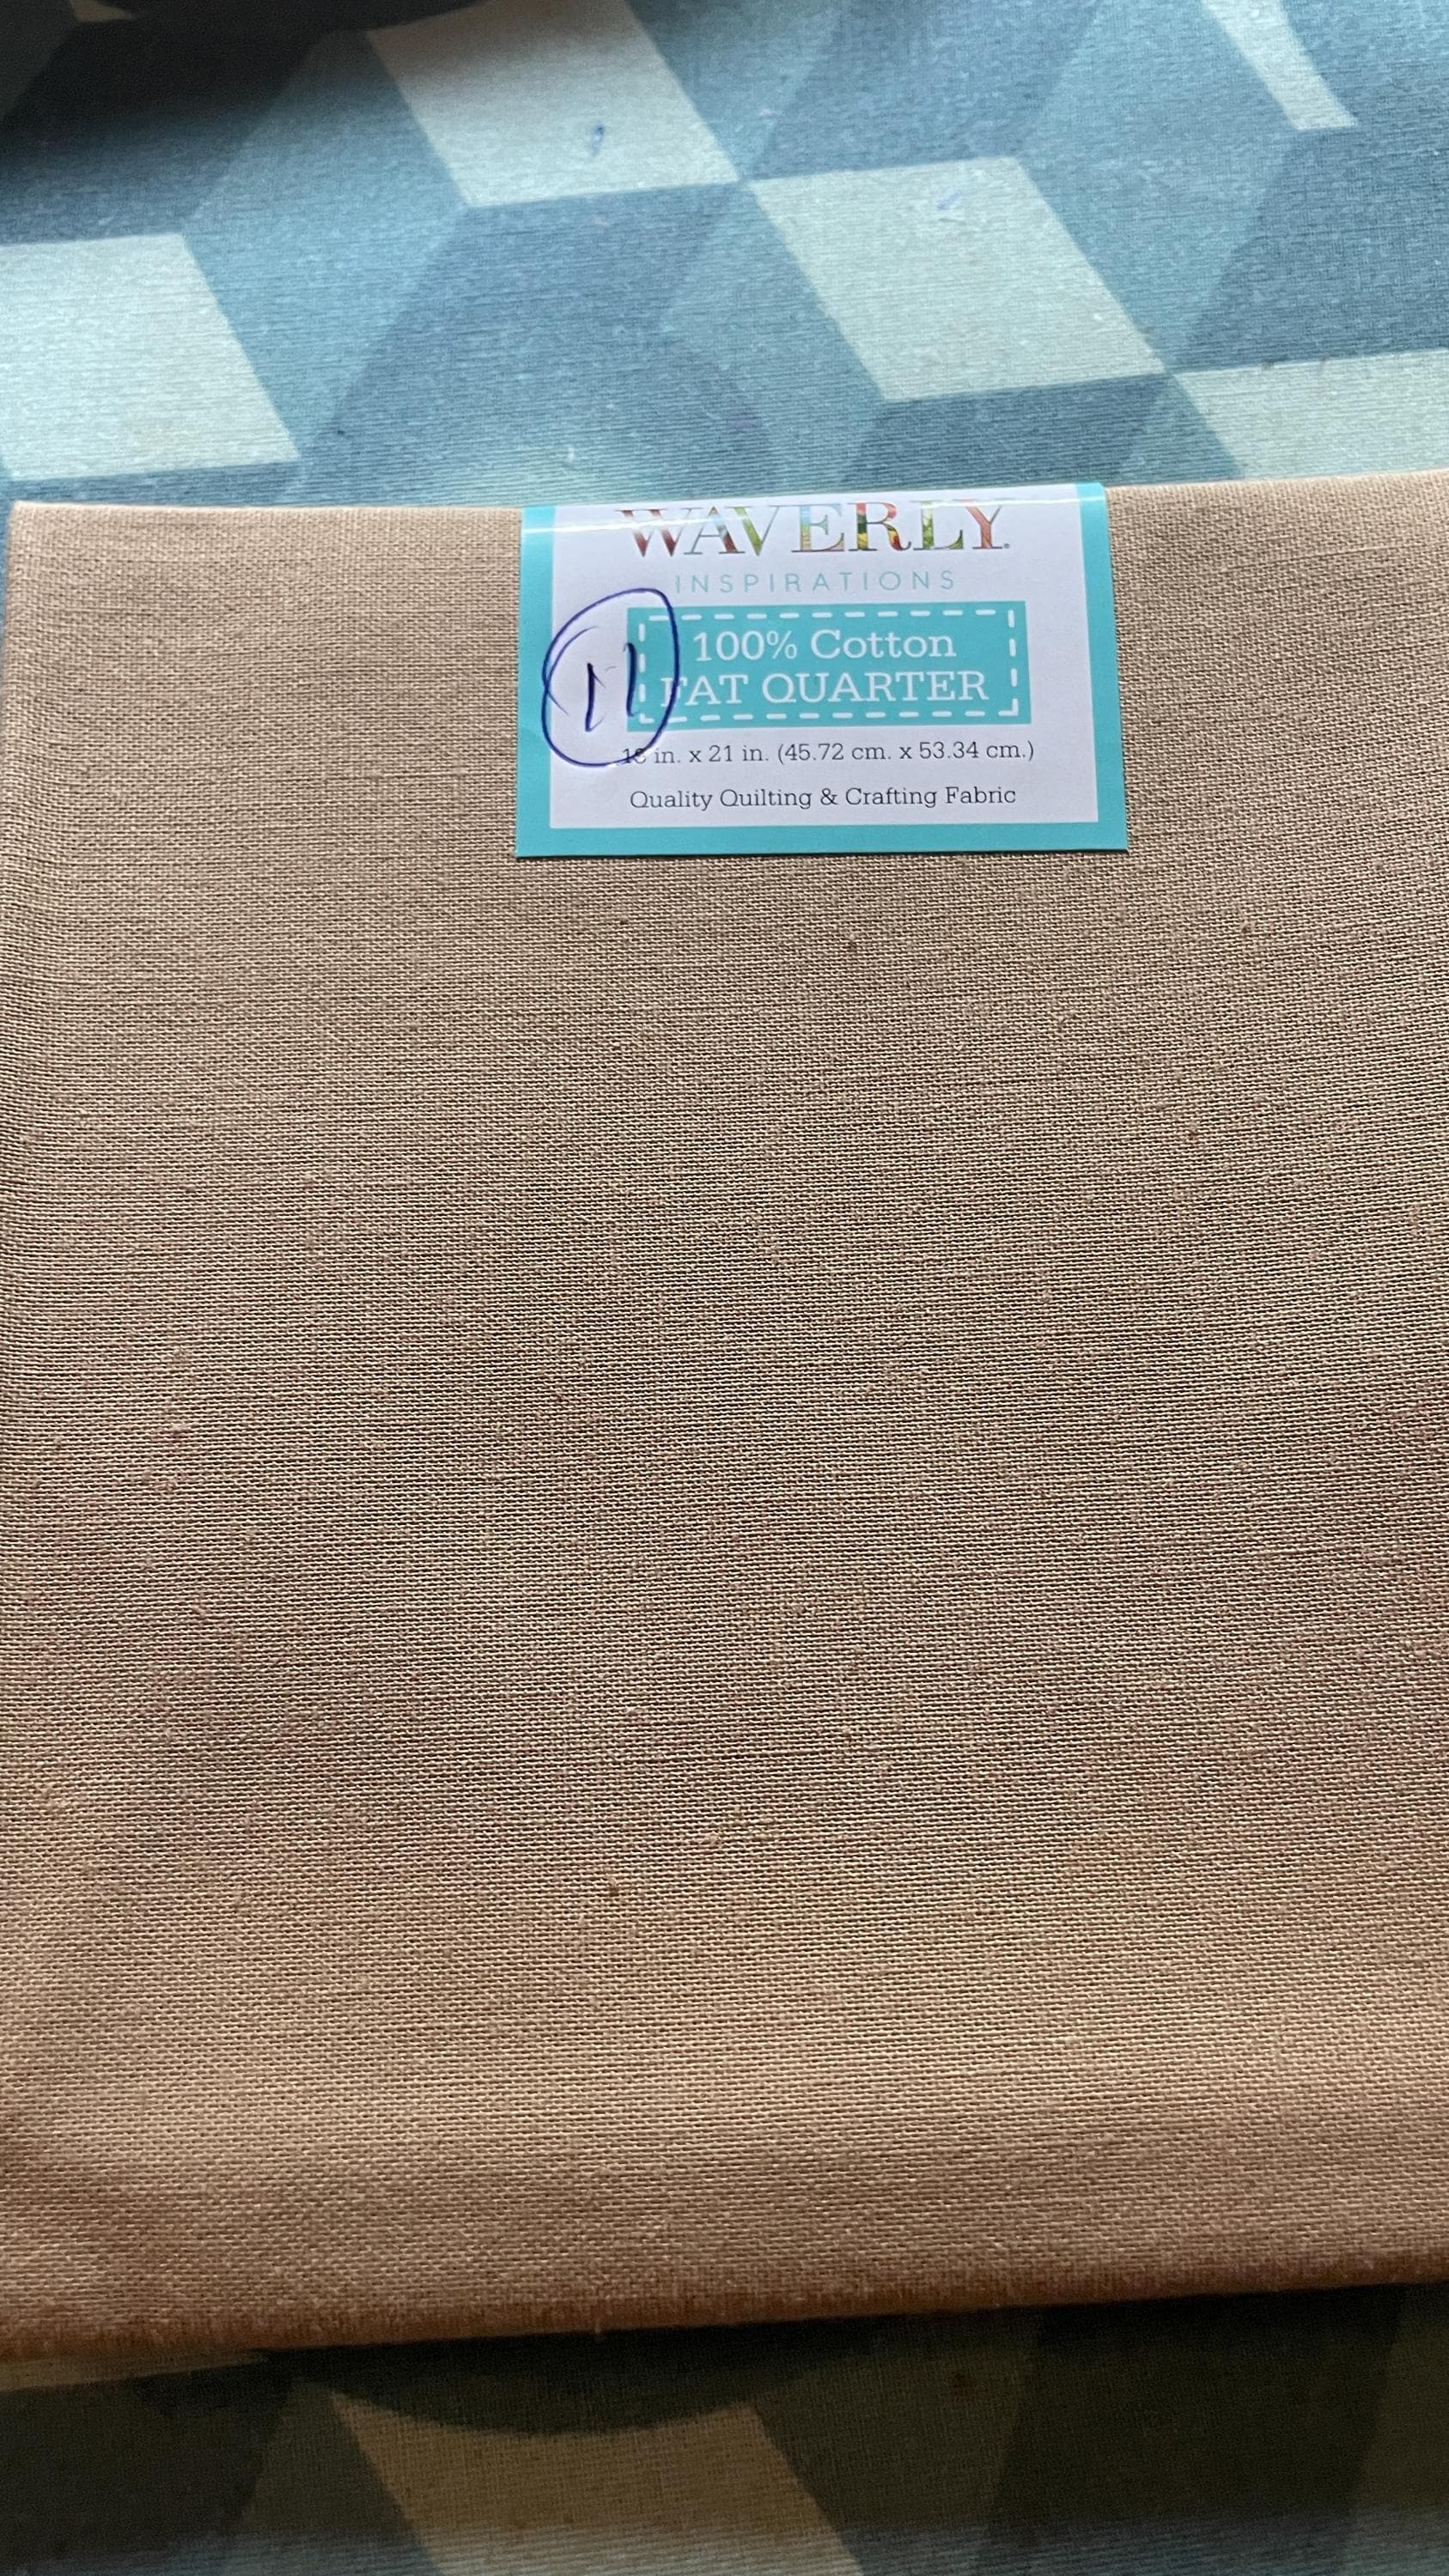 WAVERLY
INSPIRATIONS
11
100% Cotton
FAT QUARTER
18 in. x 21 in. (45.72 cm. x 53.34 cm.)
Quality Quilting & Crafting Fabric